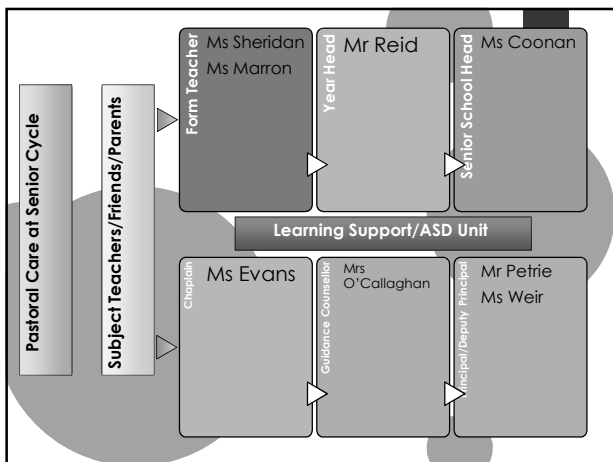 Pastoral Care at Senior Cycle
Subject Teachers/Friends/Parents
Form Teacher
Ms Sheridan
Ms Marron
Year Head
Mr Reid
Senior School Head
Ms Coonan
Learning Support/ASD Unit
Chaplain
Ms Evans
Guidance Counsellor
Mrs
O’Callaghan
Principal/Deputy Principal
Mr Petrie
Ms Weir